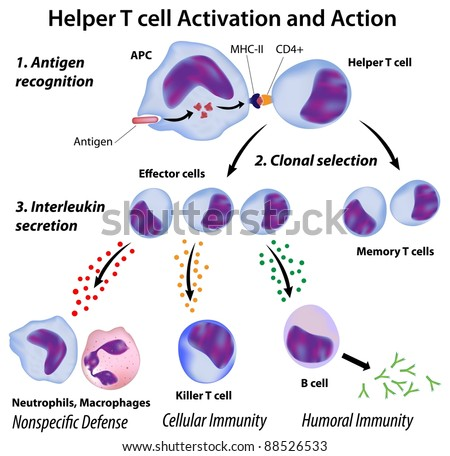 Helper T cell Activation and Action
1. Antigen
recognition
APC
MHC-II
CD4+
Helper T cell
Antigen
2. Clonal selection
Effector cells
3. Interleukin
secretion
Memory T cells
Neutrophils, Macrophages
Nonspecific Defense
Killer T cell
Cellular Immunity
B cell
Humoral Immunity
shutterstock
www.shutterstock.com · 88526533